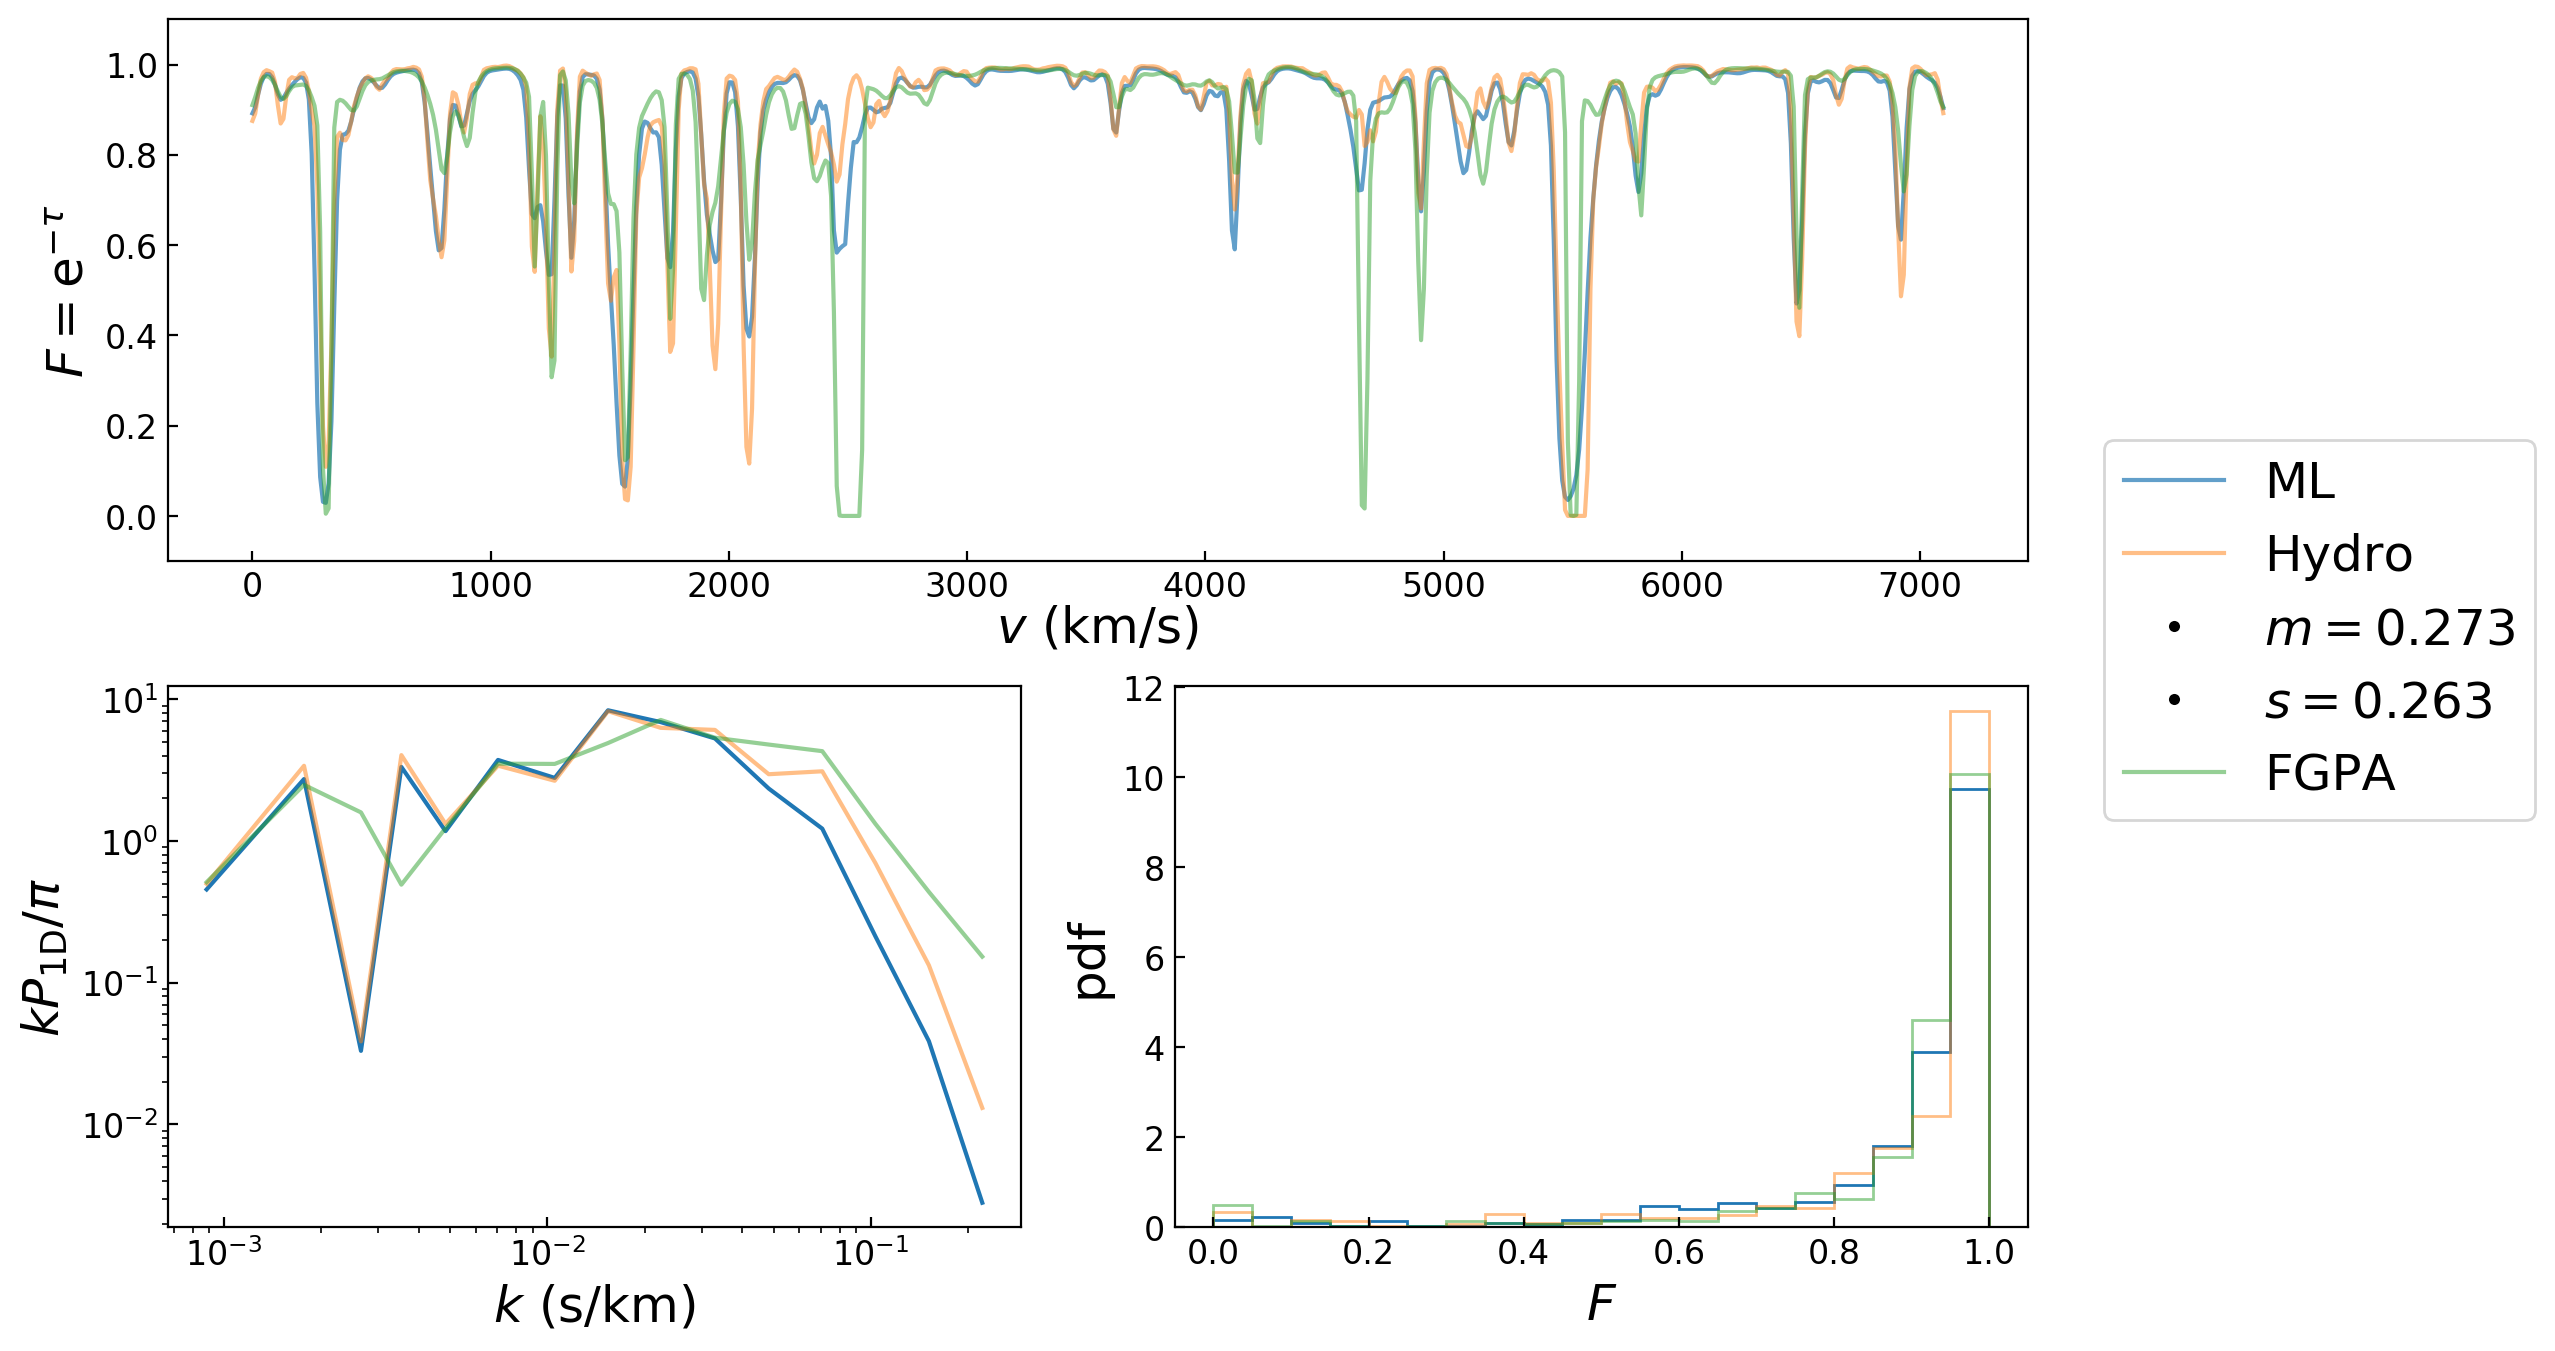 1.0
0.8
0.6
0.4
0.2
0.0
F = e^{−τ}
0 1000 2000 3000 4000 5000 6000 7000
v (km/s)
ML
Hydro
m = 0.273
s = 0.263
FGPA
10^1
10^0
10^{−1}
10^{−2}
kP_{1D}/π
10^{−3} 10^{−2} 10^{−1}
k (s/km)
12
10
8
6
4
2
0
pdf
0.0 0.2 0.4 0.6 0.8 1.0
F